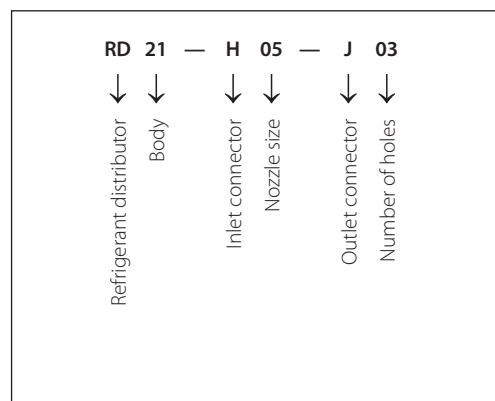 RD 21 — H 05 — J 03
Refrigerant distributor
Body
Inlet connector
Nozzle size
Outlet connector
Number of holes